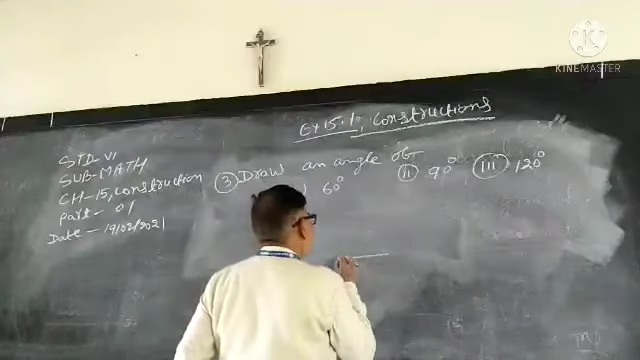 Ex 15.1, Constructions
STD-VI
SUB-MATH
CH-15, Construction
Part - 01
Date - 19/02/2021
③ Draw an angle of
60° (ii) 90° (iii) 120°
K
KINEMASTER